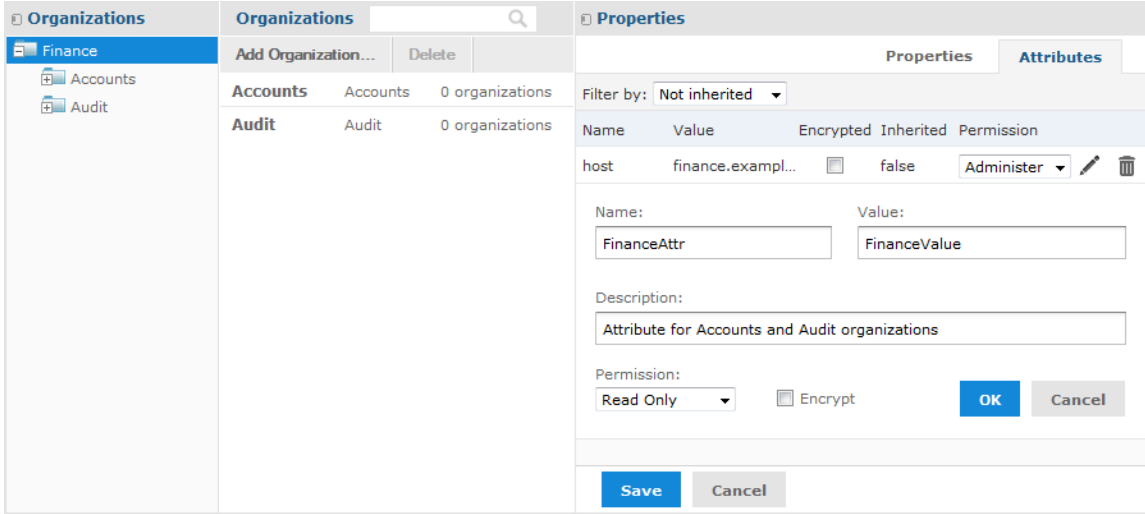 Organizations
Finance
Accounts
Audit
Organizations
Add Organization... Delete
Accounts Accounts 0 organizations
Audit Audit 0 organizations
Properties
Properties Attributes
Filter by: Not inherited
Name Value Encrypted Inherited Permission
host finance.exampl... false Administer
Name: Value:
FinanceAttr FinanceValue
Description:
Attribute for Accounts and Audit organizations
Permission:
Read Only Encrypt OK Cancel
Save Cancel